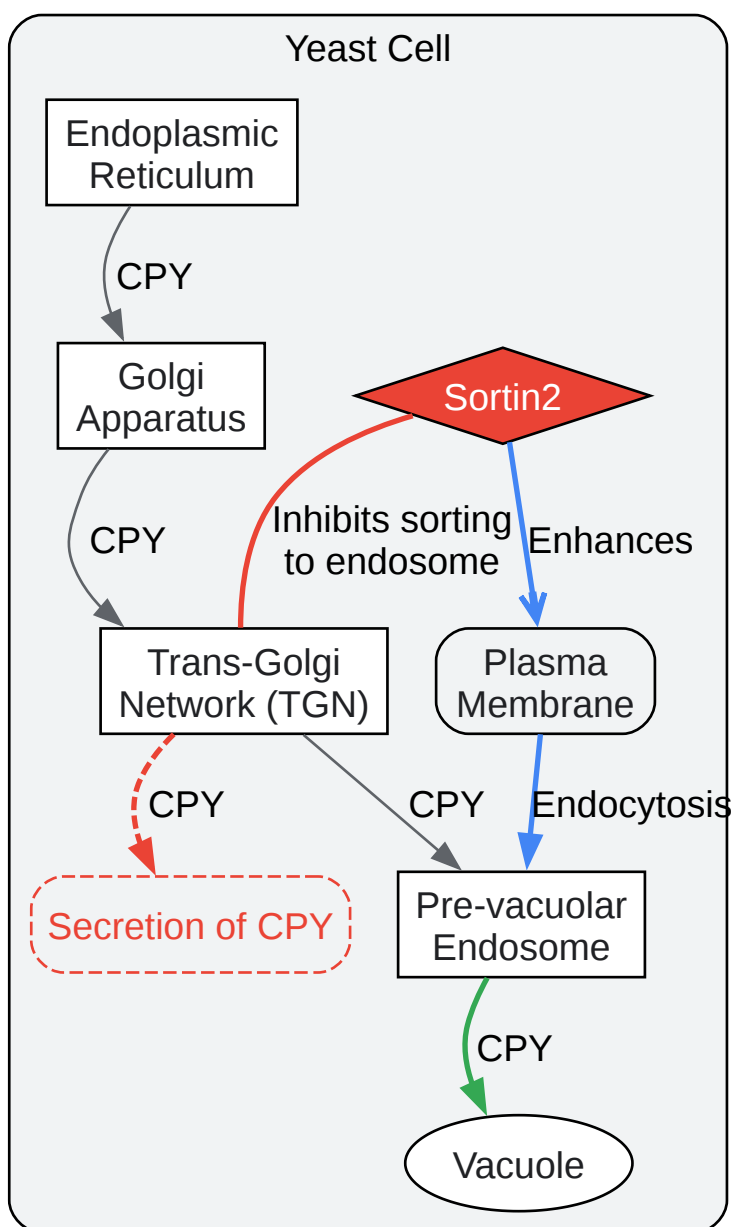 Yeast Cell
Endoplasmic
Reticulum
CPY
Golgi
Apparatus
Sortin2
CPY
Inhibits sorting
to endosome
Enhances
Trans-Golgi
Network (TGN)
Plasma
Membrane
CPY
CPY
Endocytosis
Secretion of CPY
Pre-vacuolar
Endosome
CPY
Vacuole